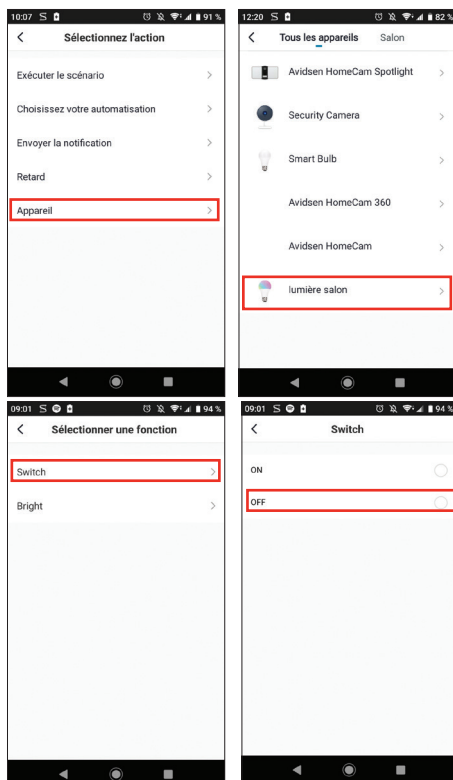 10:07 91 %
Sélectionnez l'action
Exécuter le scénario
Choisissez votre automatisation
Envoyer la notification
Retard
Appareil
12:20 82 %
Tous les appareils Salon
Avidsen HomeCam Spotlight
Security Camera
Smart Bulb
Avidsen HomeCam 360
Avidsen HomeCam
lumière salon
09:01 94 %
Sélectionner une fonction
Switch
Bright
09:01 94 %
Switch
ON
OFF